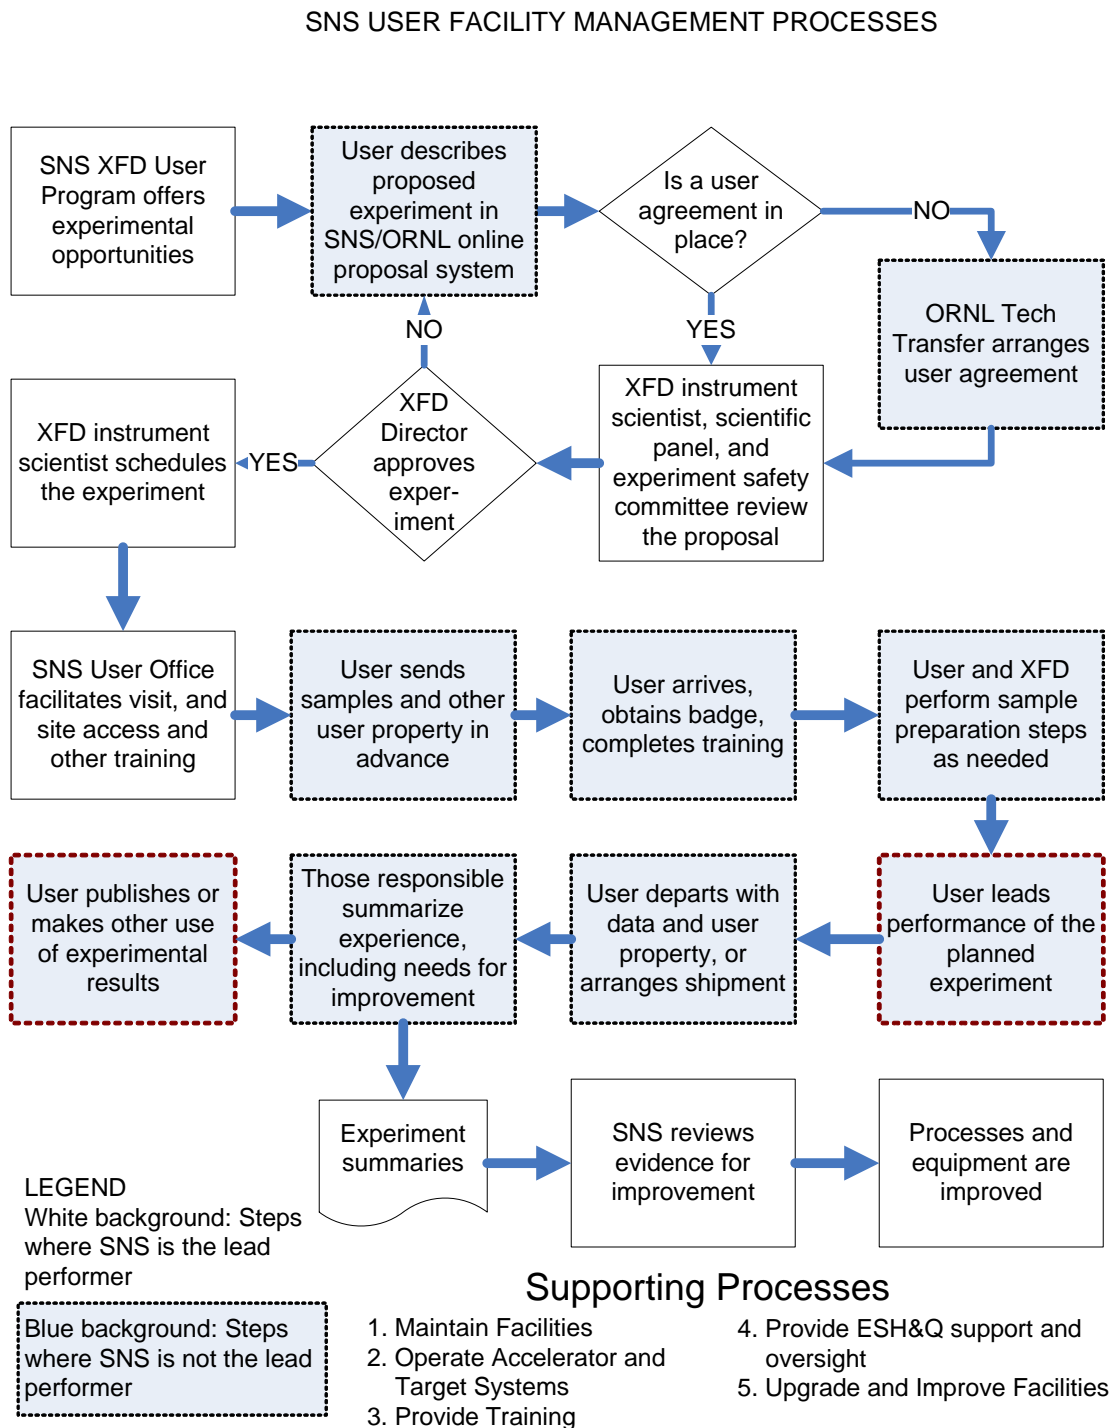 SNS USER FACILITY MANAGEMENT PROCESSES
SNS XFD User
Program offers
experimental
opportunities
User describes
proposed
experiment in
SNS/ORNL online
proposal system
Is a user
agreement in
place?
NO
ORNL Tech
Transfer arranges
user agreement
YES
XFD instrument
scientist, scientific
panel, and
experiment safety
committee review
the proposal
NO
XFD
Director
approves
exper-
iment
YES
XFD instrument
scientist schedules
the experiment
SNS User Office
facilitates visit, and
site access and
other training
User sends
samples and other
user property in
advance
User arrives,
obtains badge,
completes training
User and XFD
perform sample
preparation steps
as needed
User leads
performance of the
planned
experiment
User departs with
data and user
property, or
arranges shipment
Those responsible
summarize
experience,
including needs for
improvement
User publishes or
makes other use
of experimental
results
Experiment
summaries
SNS reviews
evidence for
improvement
Processes and
equipment are
improved
LEGEND
White background: Steps
where SNS is the lead
performer
Blue background: Steps
where SNS is not the lead
performer
Supporting Processes
1. Maintain Facilities
2. Operate Accelerator and
Target Systems
3. Provide Training
4. Provide ESH&Q support and
oversight
5. Upgrade and Improve Facilities